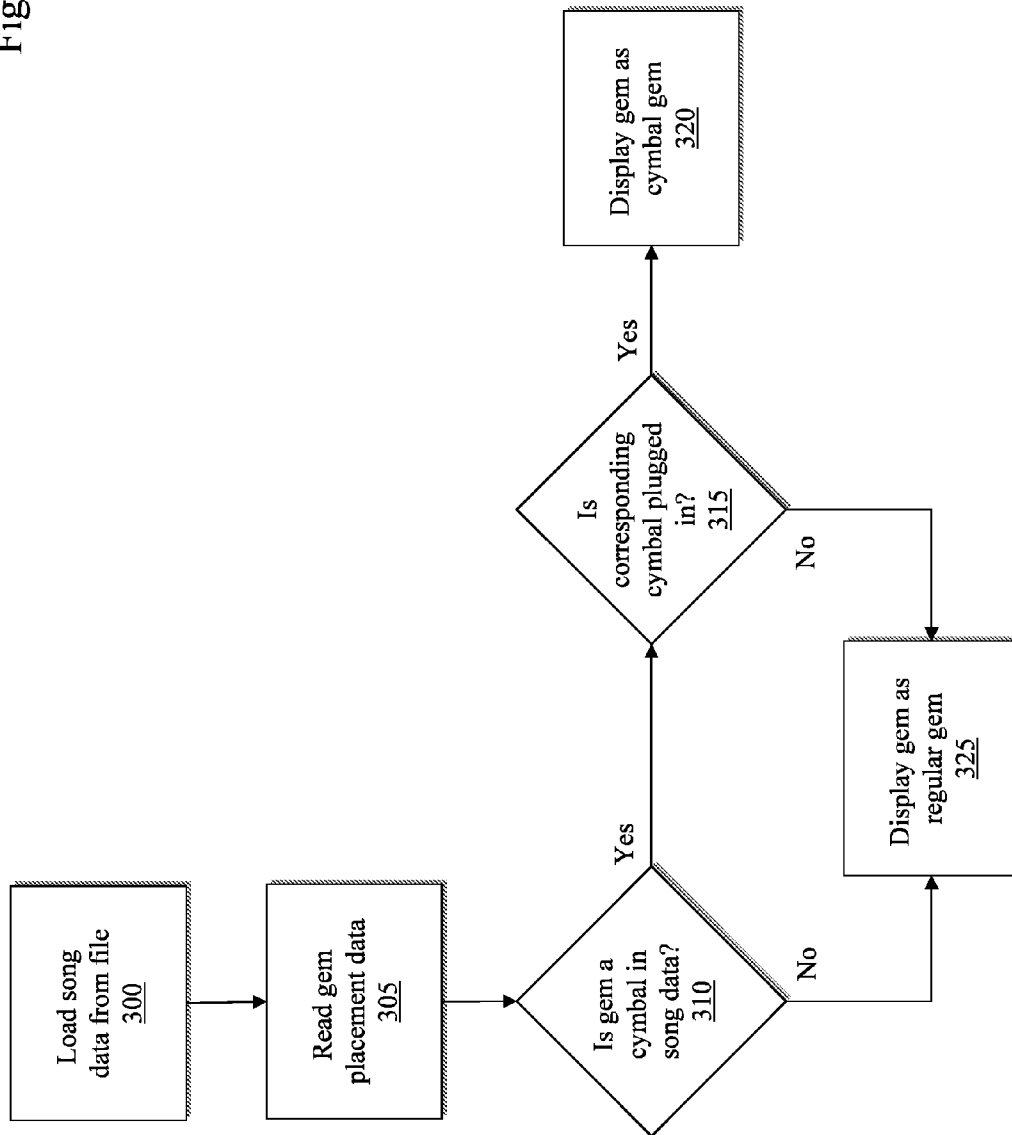 Fig
Load song
data from file
300
Read gem
placement data
305
Is gem a
cymbal in
song data?
310
Yes
No
Is
corresponding
cymbal plugged
in?
315
Yes
No
Display gem as
cymbal gem
320
Display gem as
regular gem
325